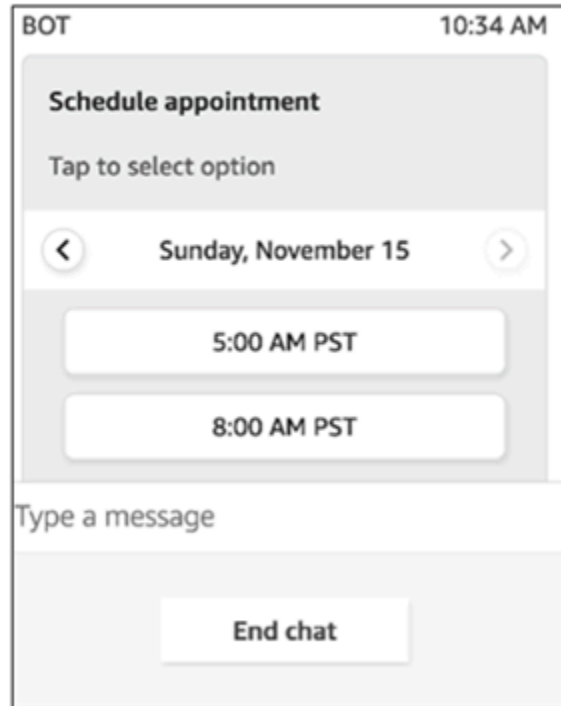 BOT 10:34 AM
Schedule appointment
Tap to select option
Sunday, November 15
5:00 AM PST
8:00 AM PST
Type a message
End chat